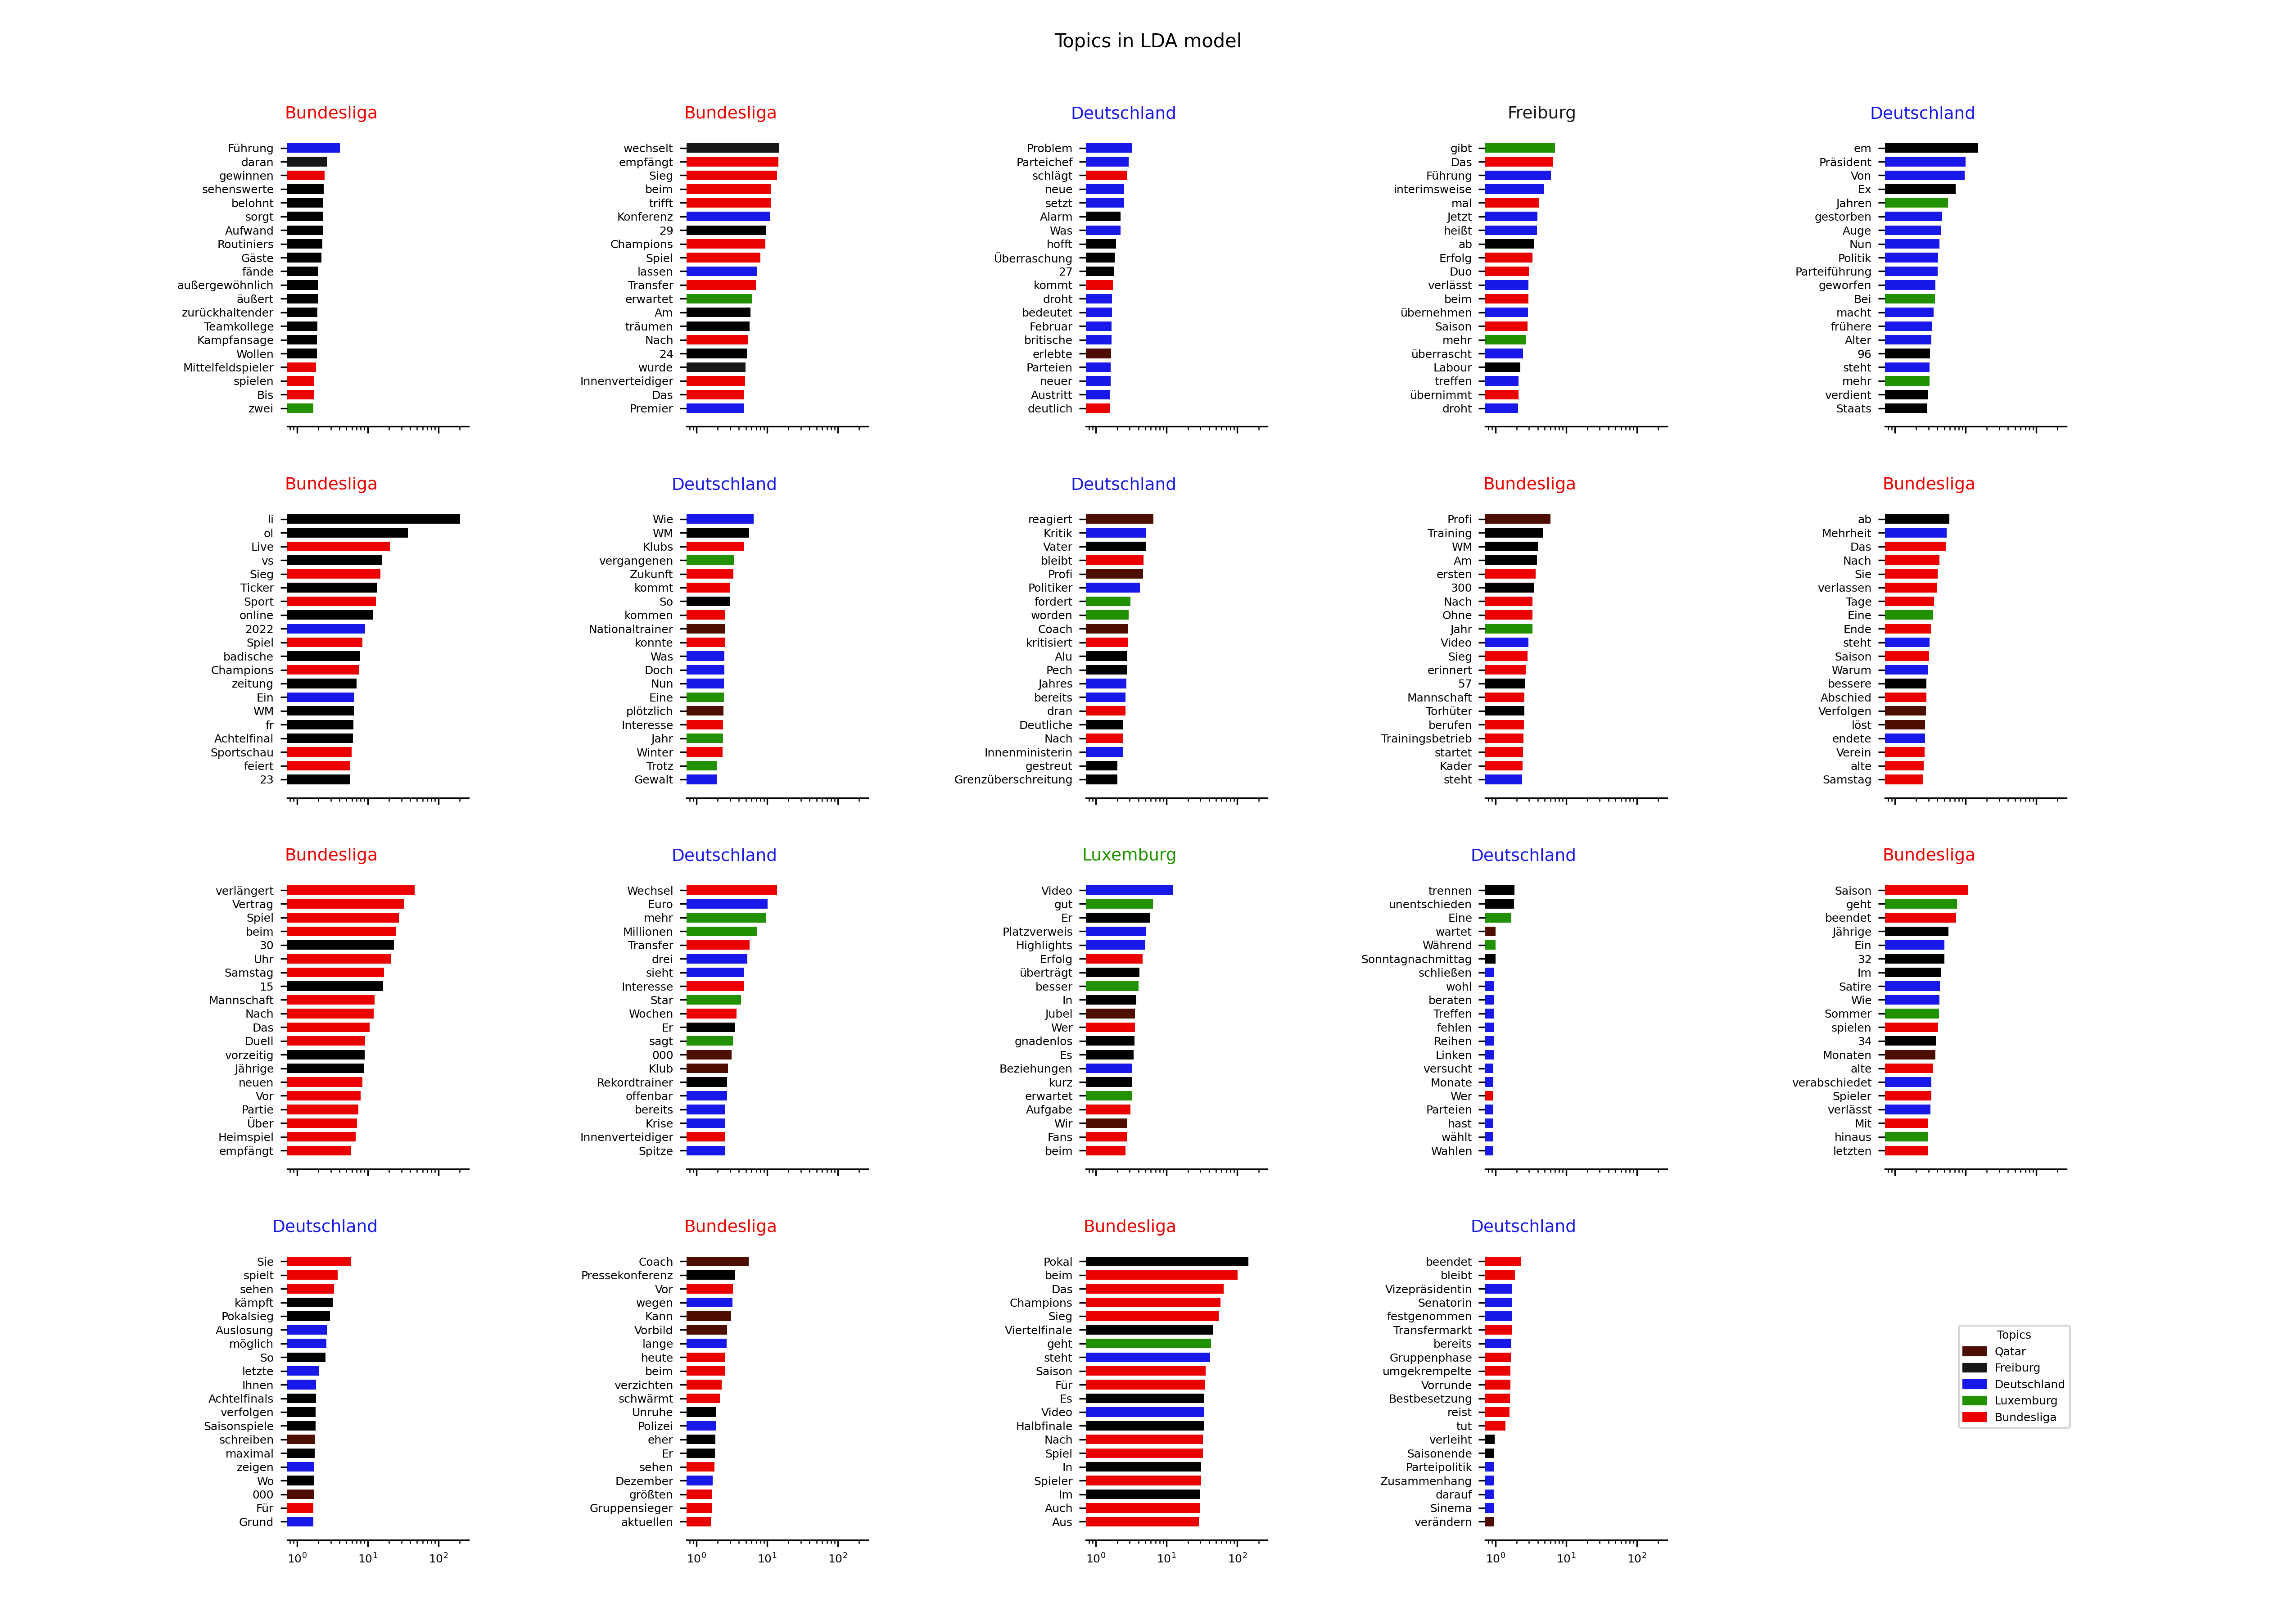 Topics in LDA model
Bundesliga
Führung
daran
gewinnen
sehenswerte
belohnt
sorgt
Aufwand
Routiniers
Gäste
fände
außergewöhnlich
äußert
zurückhaltender
Teamkollege
Kampfansage
Wollen
Mittelfeldspieler
spielen
Bis
zwei
Bundesliga
wechselt
empfängt
Sieg
beim
trifft
Konferenz
29
Champions
Spiel
lassen
Transfer
erwartet
Am
träumen
Nach
24
wurde
Innenverteidiger
Das
Premier
Deutschland
Problem
Parteichef
schlägt
neue
setzt
Alarm
Was
hofft
Überraschung
27
kommt
droht
bedeutet
Februar
britische
erlebte
Parteien
neuer
Austritt
deutlich
Freiburg
gibt
Das
Führung
interimsweise
mal
Jetzt
heißt
ab
Erfolg
Duo
verlässt
beim
übernehmen
Saison
mehr
überrascht
Labour
treffen
übernimmt
droht
Deutschland
em
Präsident
Von
Ex
Jahren
gestorben
Auge
Nun
Politik
Parteiführung
geworfen
Bei
macht
frühere
Alter
96
steht
mehr
verdient
Staats
Bundesliga
li
ol
Live
vs
Sieg
Ticker
Sport
online
2022
Spiel
badische
Champions
zeitung
Ein
WM
fr
Achtelfinal
Sportschau
feiert
23
Deutschland
Wie
WM
Klubs
vergangenen
Zukunft
kommt
So
kommen
Nationaltrainer
konnte
Was
Doch
Nun
Eine
plötzlich
Interesse
Jahr
Winter
Trotz
Gewalt
Deutschland
reagiert
Kritik
Vater
bleibt
Profi
Politiker
fordert
worden
Coach
kritisiert
Alu
Pech
Jahres
bereits
dran
Deutliche
Nach
Innenministerin
gestreut
Grenzüberschreitung
Bundesliga
Profi
Training
WM
Am
ersten
300
Nach
Ohne
Jahr
Video
Sieg
erinnert
57
Mannschaft
Torhüter
berufen
Trainingsbetrieb
startet
Kader
steht
Bundesliga
ab
Mehrheit
Das
Nach
Sie
verlassen
Tage
Eine
Ende
steht
Saison
Warum
bessere
Abschied
Verfolgen
löst
endete
Verein
alte
Samstag
Bundesliga
verlängert
Vertrag
Spiel
beim
30
Uhr
Samstag
15
Mannschaft
Nach
Das
Duell
vorzeitig
Jährige
neuen
Vor
Partie
Über
Heimspiel
empfängt
Deutschland
Wechsel
Euro
mehr
Millionen
Transfer
drei
sieht
Interesse
Star
Wochen
Er
sagt
000
Klub
Rekordtrainer
offenbar
bereits
Krise
Innenverteidiger
Spitze
Luxemburg
Video
gut
Er
Platzverweis
Highlights
Erfolg
überträgt
besser
In
Jubel
Wer
gnadenlos
Es
Beziehungen
kurz
erwartet
Aufgabe
Wir
Fans
beim
Deutschland
trennen
unentschieden
Eine
wartet
Während
Sonntagnachmittag
schließen
wohl
beraten
Treffen
fehlen
Reihen
Linken
versucht
Monate
Wer
Parteien
hast
wählt
Wahlen
Bundesliga
Saison
geht
beendet
Jährige
Ein
32
Im
Satire
Wie
Sommer
spielen
34
Monaten
alte
verabschiedet
Spieler
verlässt
Mit
hinaus
letzten
Deutschland
Sie
spielt
sehen
kämpft
Pokalsieg
Auslosung
möglich
So
letzte
Ihnen
Achtelfinals
verfolgen
Saisonspiele
schreiben
maximal
zeigen
Wo
000
Für
Grund
10⁰ 10¹ 10²
Bundesliga
Coach
Pressekonferenz
Vor
wegen
Kann
Vorbild
lange
heute
beim
verzichten
schwärmt
Unruhe
Polizei
eher
Er
sehen
Dezember
größten
Gruppensieger
aktuellen
10⁰ 10¹ 10²
Bundesliga
Pokal
beim
Das
Champions
Sieg
Viertelfinale
geht
steht
Saison
Für
Es
Video
Halbfinale
Nach
Spiel
In
Spieler
Im
Auch
Aus
10⁰ 10¹ 10²
Deutschland
beendet
bleibt
Vizepräsidentin
Senatorin
festgenommen
Transfermarkt
bereits
Gruppenphase
umgekrempelte
Vorrunde
Bestbesetzung
reist
tut
verleiht
Saisonende
Parteipolitik
Zusammenhang
darauf
Sinema
verändern
10⁰ 10¹ 10²
Topics
Qatar
Freiburg
Deutschland
Luxemburg
Bundesliga